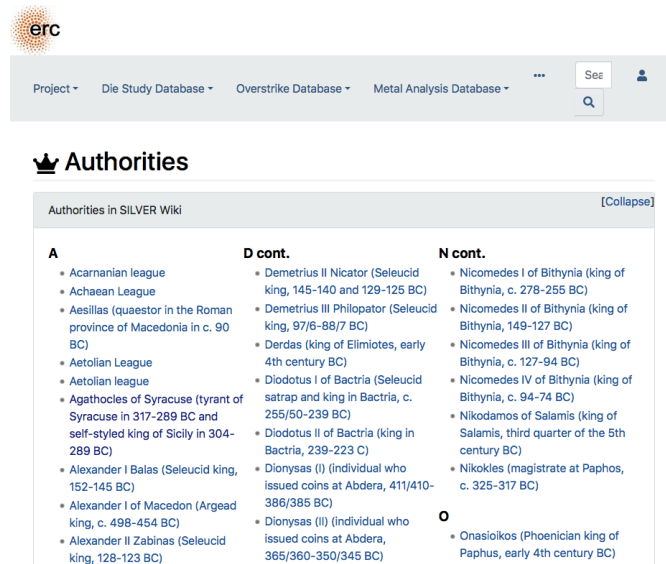 erc
Project
Die Study Database
Overstrike Database
Metal Analysis Database
•••
Sea
Authorities
Authorities in SILVER Wiki
[Collapse]
A
Acarnanian league
Achaean League
Aesillas (quaestor in the Roman
province of Macedonia in c. 90
BC)
Aetolian League
Aetolian league
Agathocles of Syracuse (tyrant of
Syracuse in 317-289 BC and
self-styled king of Sicily in 304-
289 BC)
Alexander I Balas (Seleucid king,
152-145 BC)
Alexander I of Macedon (Argead
king, c. 498-454 BC)
Alexander II Zabinas (Seleucid
king, 128-123 BC)
D cont.
Demetrius II Nicator (Seleucid
king, 145-140 and 129-125 BC)
Demetrius III Philopator (Seleucid
king, 97/6-88/7 BC)
Derdas (king of Elimiotes, early
4th century BC)
Diodotus I of Bactria (Seleucid
satrap and king in Bactria, c.
255/50-239 BC)
Diodotus II of Bactria (king in
Bactria, 239-223 C)
Dionysas (I) (individual who
issued coins at Abdera, 411/410-
386/385 BC)
Dionysas (II) (individual who
issued coins at Abdera,
365/360-350/345 BC)
N cont.
Nicomedes I of Bithynia (king of
Bithynia, c. 278-255 BC)
Nicomedes II of Bithynia (king of
Bithynia, 149-127 BC)
Nicomedes III of Bithynia (king of
Bithynia, c. 127-94 BC)
Nicomedes IV of Bithynia (king of
Bithynia, c. 94-74 BC)
Nikodamos of Salamis (king of
Salamis, third quarter of the 5th
century BC)
Nikokles (magistrate at Paphos,
c. 325-317 BC)
O
Onasioikos (Phoenician king of
Paphus, early 4th century BC)